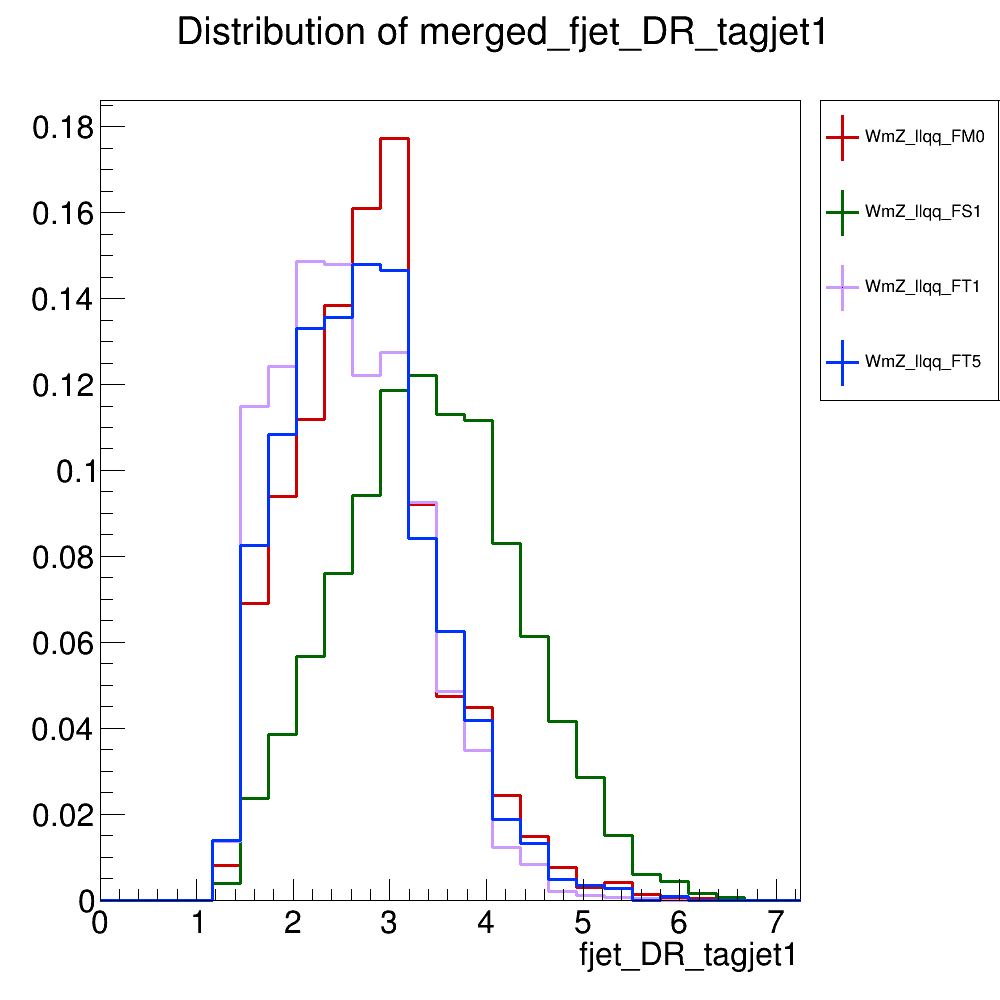 Distribution of merged_fjet_DR_tagjet1
0.18
0.16
0.14
0.12
0.1
0.08
0.06
0.04
0.02
0
0 1 2 3 4 5 6 7
fjet_DR_tagjet1
WmZ_llqq_FM0
WmZ_llqq_FS1
WmZ_llqq_FT1
WmZ_llqq_FT5